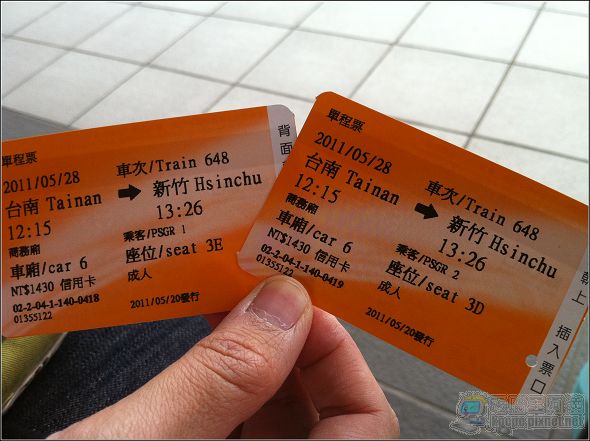 單程票
2011/05/28
車次/Train 648
台南 Tainan
新竹 Hsinchu
12:15
13:26
商務廂
乘客/PSGR 1
車廂/car 6
座位/seat 3E
NT$1430 信用卡
成人
02-2-04-1-140-0418
01355122
2011/05/20發行
背面
單程票
2011/05/28
車次/Train 648
台南 Tainan
新竹 Hsinchu
12:15
13:26
商務廂
乘客/PSGR 2
車廂/car 6
座位/seat 3D
NT$1430 信用卡
成人
02-2-04-1-140-0419
01355122
2011/05/20發行
朝上 插入票口